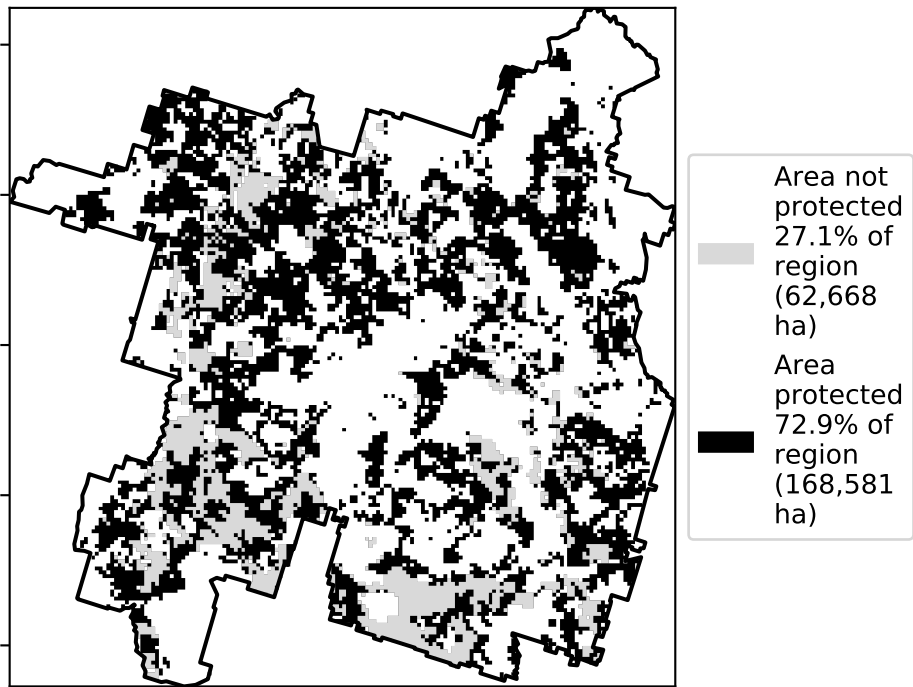 Area not
protected
27.1% of
region
(62,668
ha)
Area
protected
72.9% of
region
(168,581
ha)